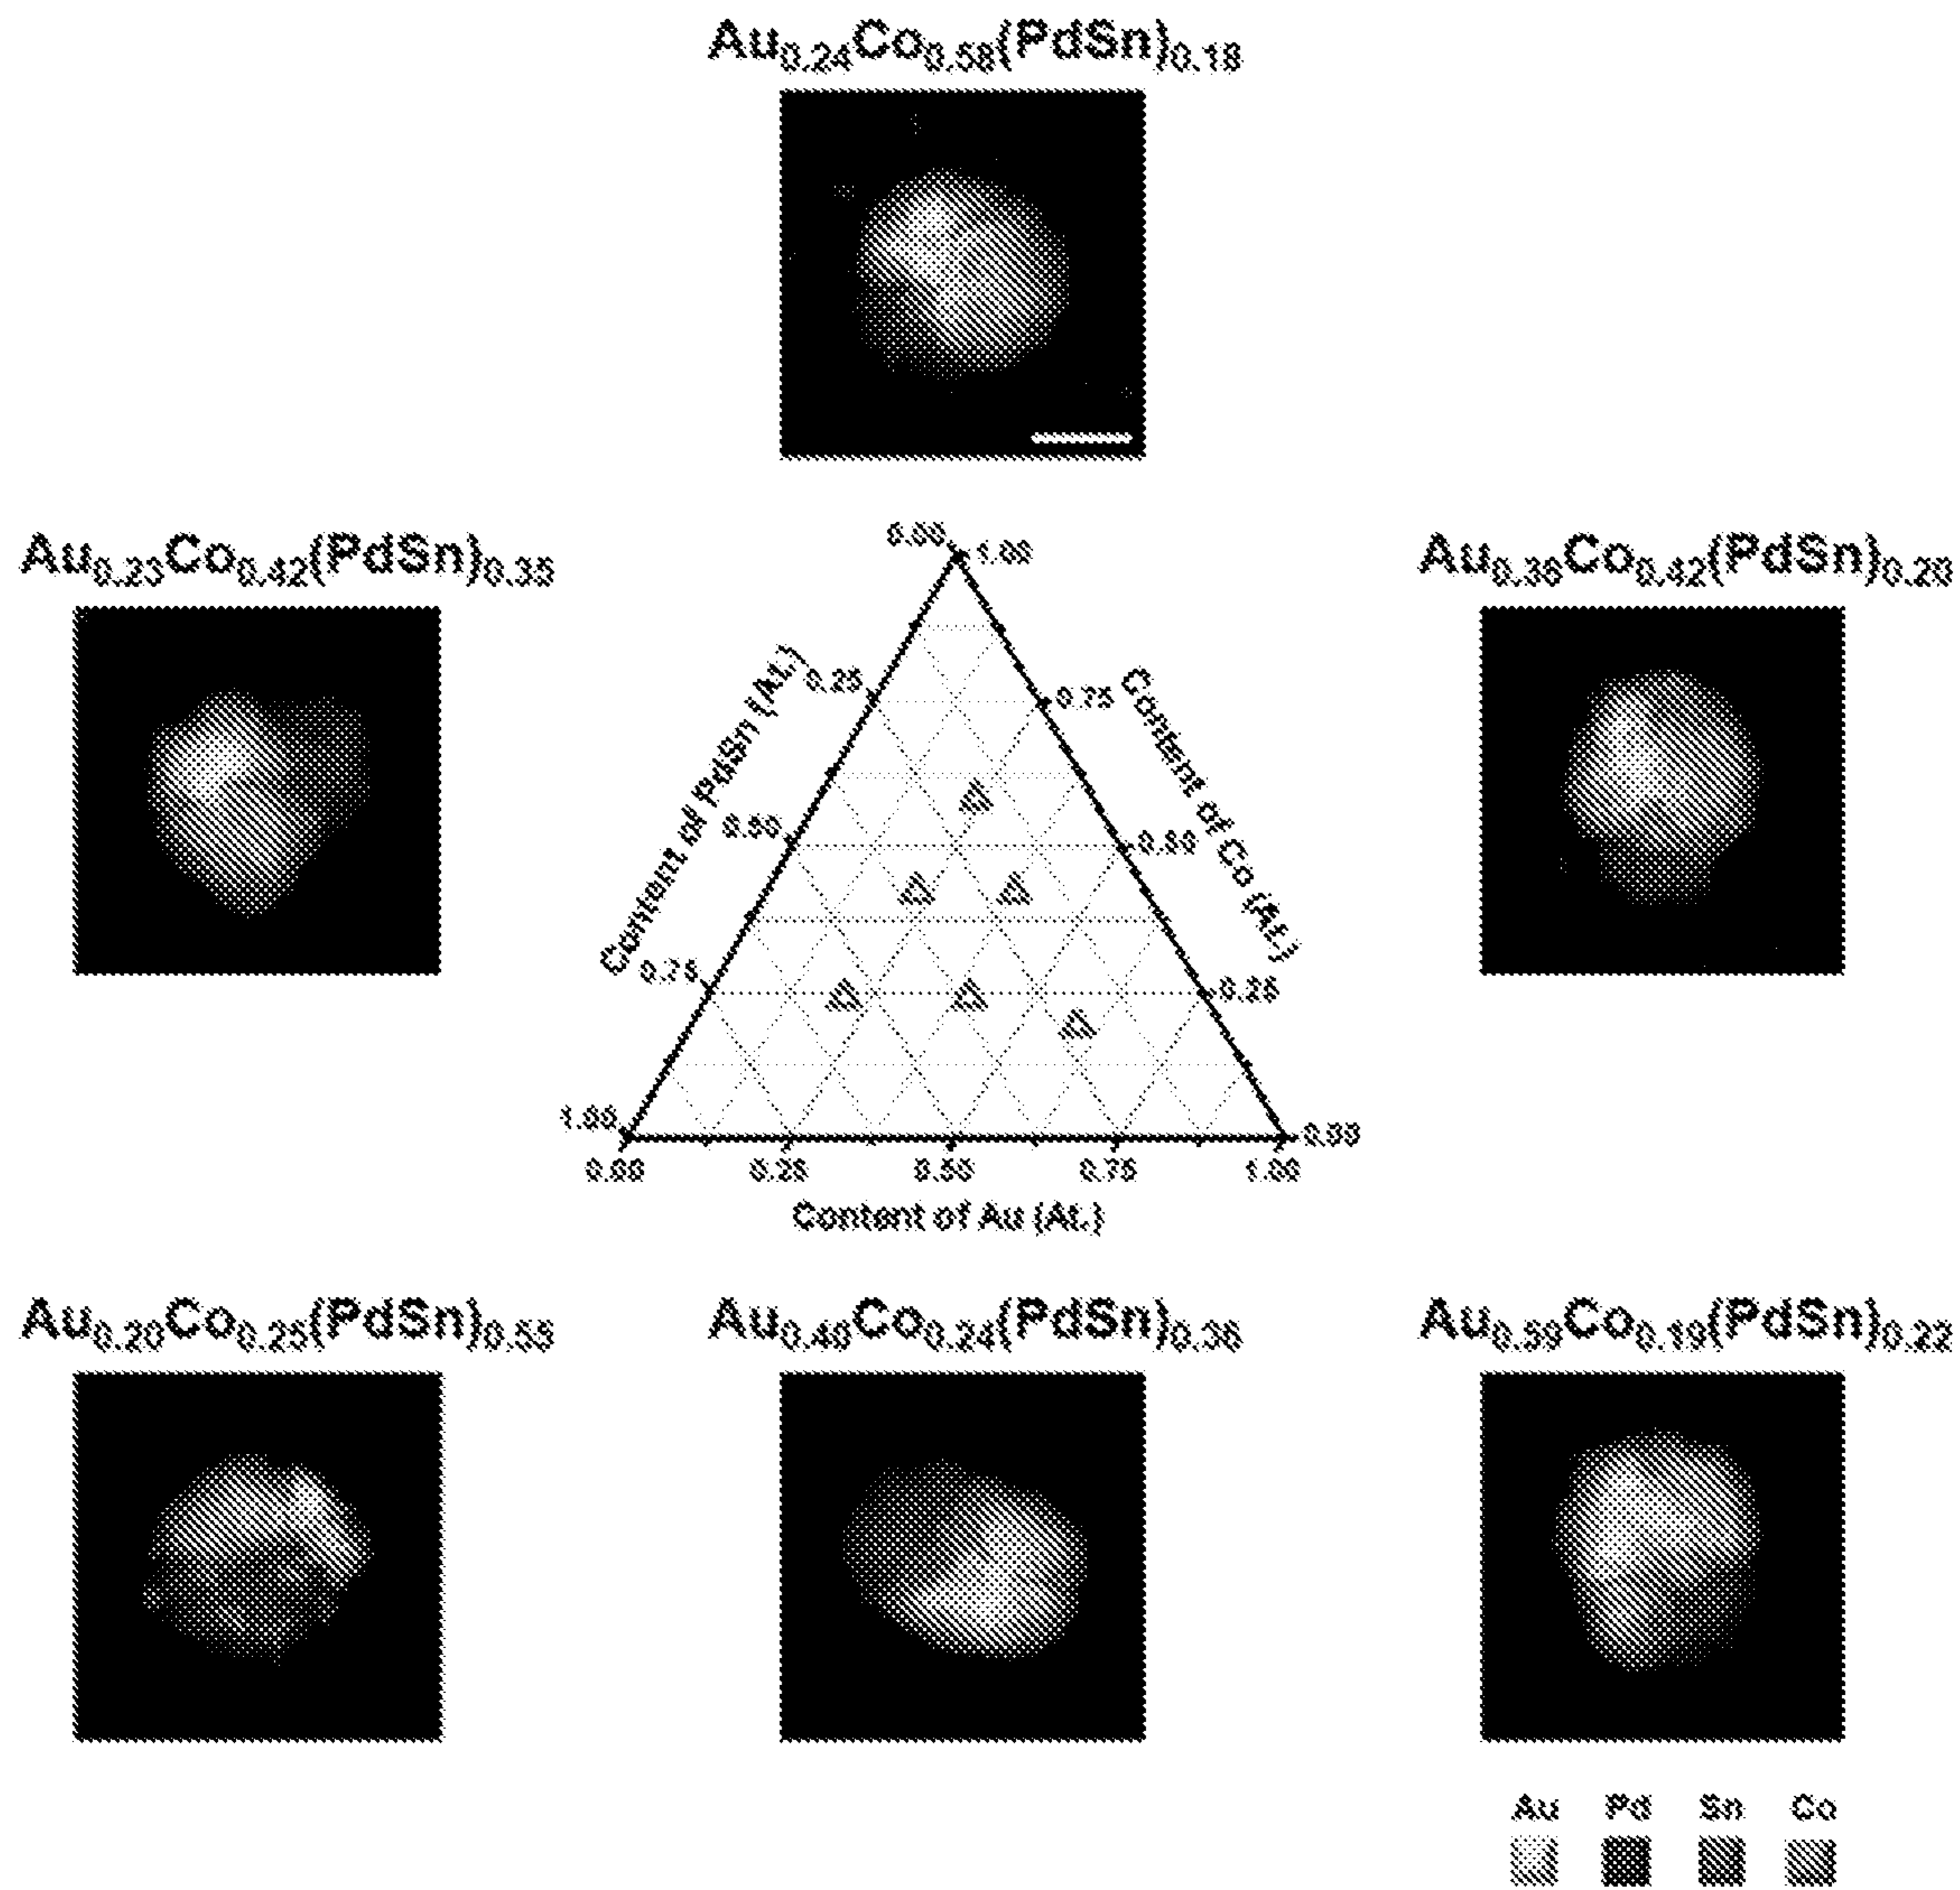 Au0.24Co0.58(PdSn)0.18
Au0.23Co0.42(PdSn)0.35
Au0.38Co0.42(PdSn)0.20
0.00
1.00
Content of PdSn (At.)
0.25
0.50
0.75
1.00
Content of Co (At.)
0.75
0.50
0.25
0.00
0.00 0.25 0.50 0.75 1.00
Content of Au (At.)
Au0.20Co0.25(PdSn)0.55
Au0.40Co0.24(PdSn)0.36
Au0.59Co0.19(PdSn)0.22
Au Pd Sn Co